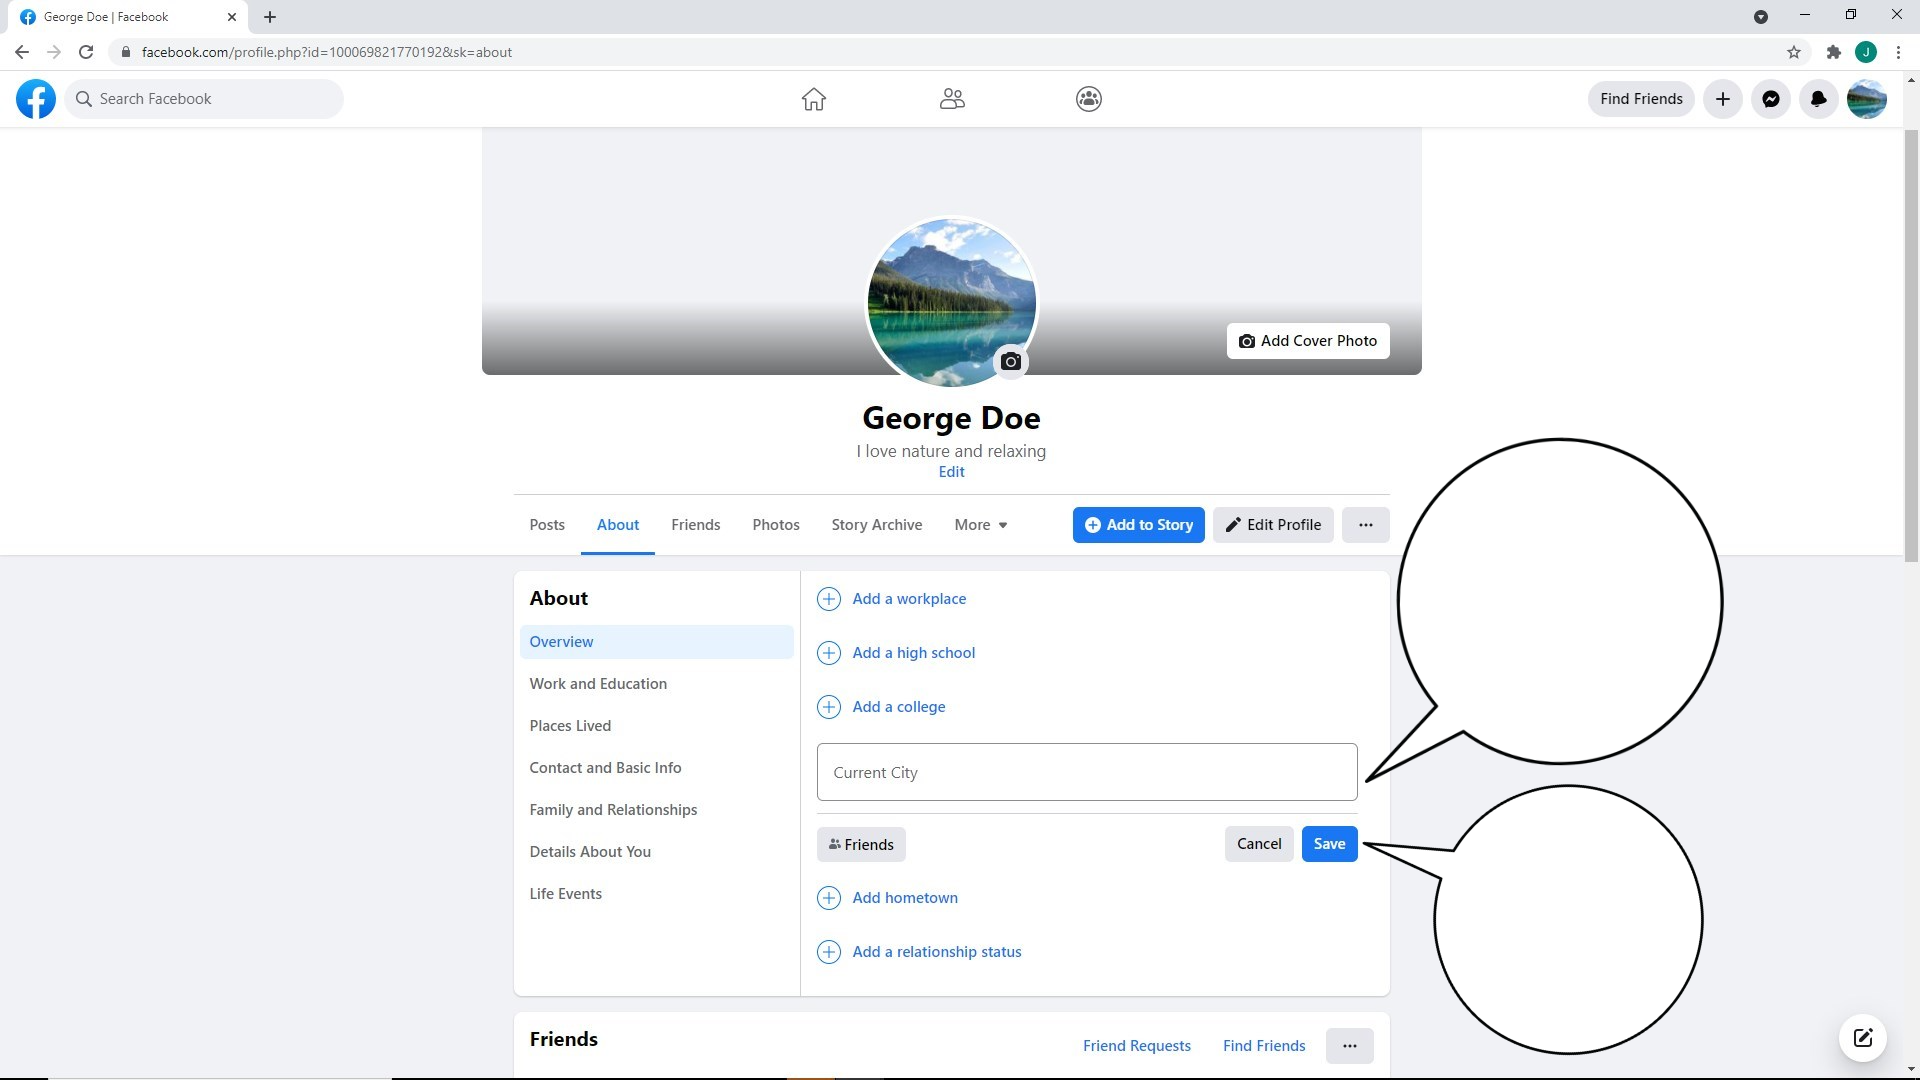 George Doe | Facebook
facebook.com/profile.php?id=100069821770192&sk=about
J
Search Facebook
Find Friends
Add Cover Photo
George Doe
I love nature and relaxing
Edit
Posts About Friends Photos Story Archive More
Add to Story Edit Profile
About
Overview
Work and Education
Places Lived
Contact and Basic Info
Family and Relationships
Details About You
Life Events
Add a workplace
Add a high school
Add a college
Current City
Friends Cancel Save
Add hometown
Add a relationship status
Friends
Friend Requests Find Friends